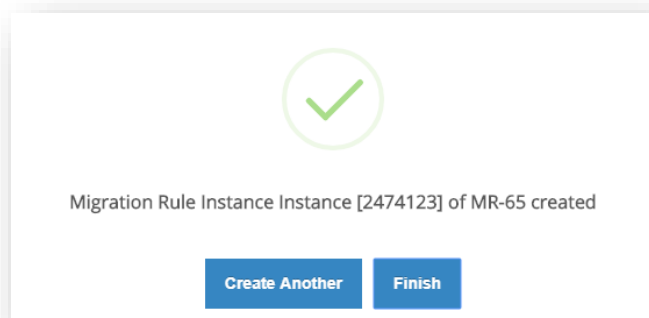 Migration Rule Instance Instance [2474123] of MR-65 created
Create Another Finish